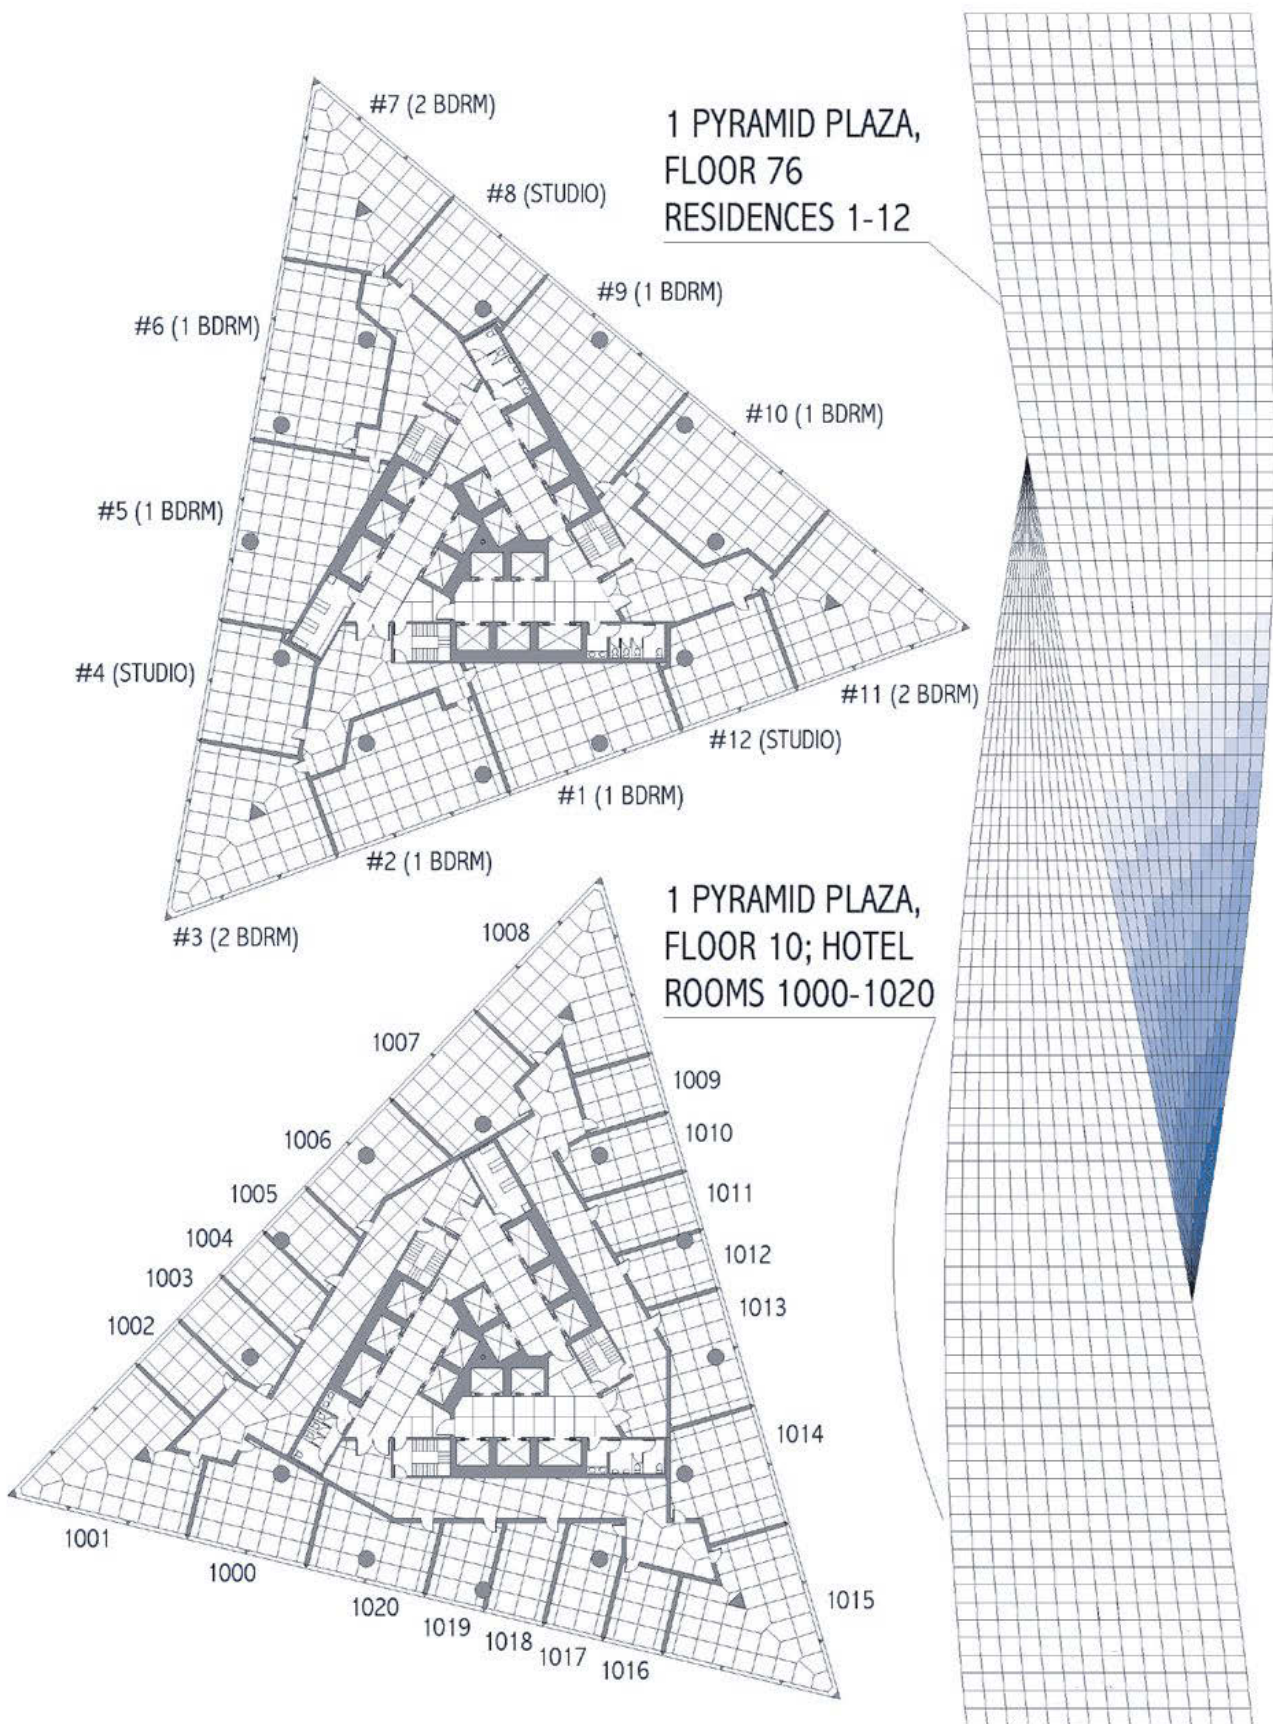 #7 (2 BDRM)
1 PYRAMID PLAZA,
FLOOR 76
RESIDENCES 1-12
#8 (STUDIO)
#9 (1 BDRM)
#6 (1 BDRM)
#10 (1 BDRM)
#5 (1 BDRM)
#4 (STUDIO)
#11 (2 BDRM)
#12 (STUDIO)
#1 (1 BDRM)
#2 (1 BDRM)
#3 (2 BDRM)
1 PYRAMID PLAZA,
FLOOR 10; HOTEL
ROOMS 1000-1020
1008
1007
1009
1010
1006
1011
1005
1004
1012
1003
1013
1002
1014
1001
1000
1020
1015
1019
1018
1017
1016